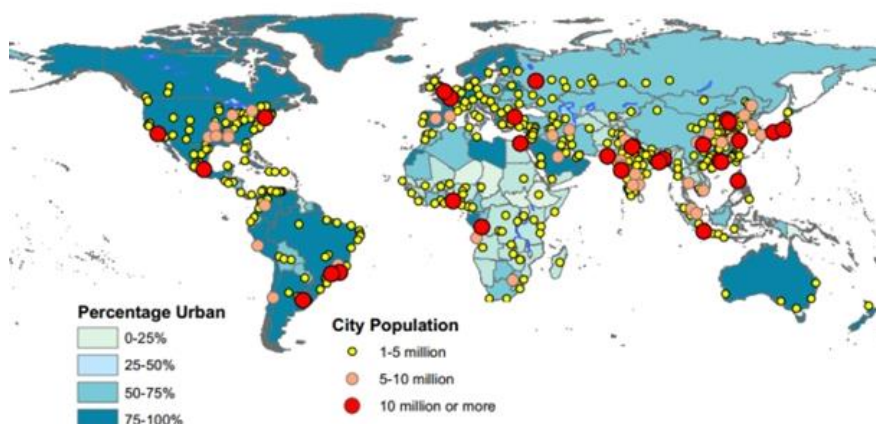 Percentage Urban
0-25%
25-50%
50-75%
75-100%
City Population
1-5 million
5-10 million
10 million or more